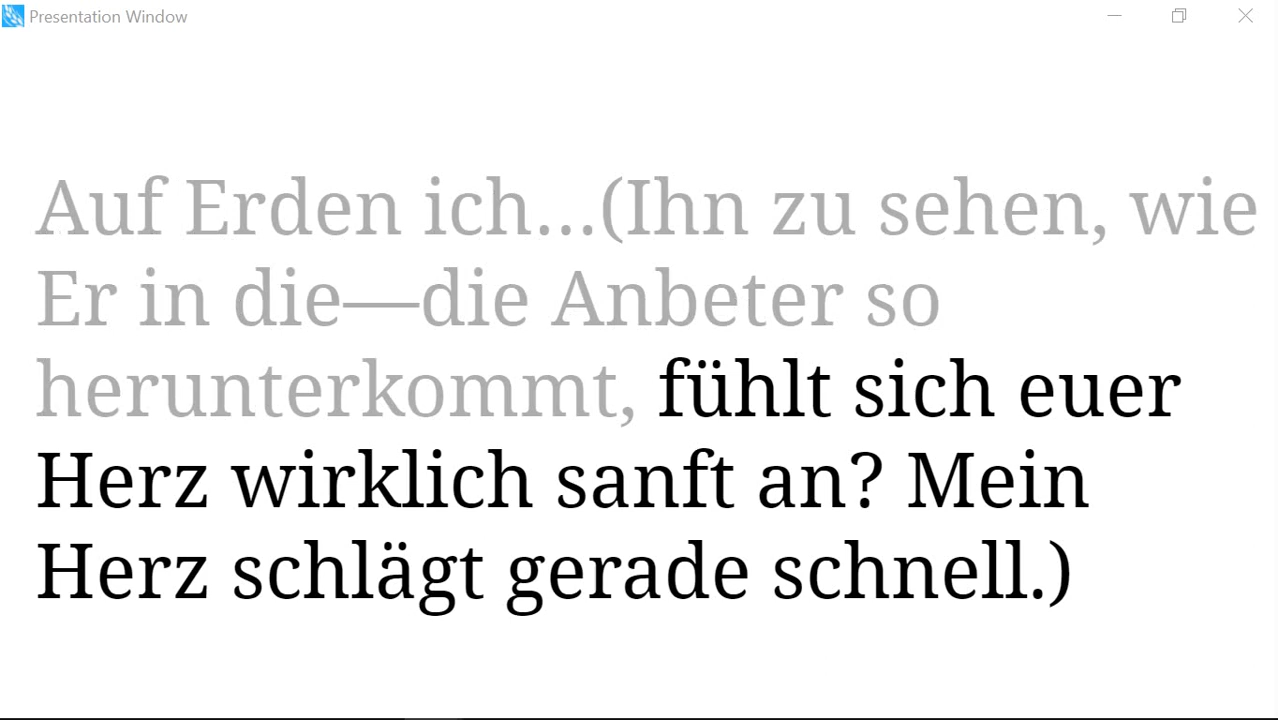 Presentation Window
Auf Erden ich...(Ihn zu sehen, wie
Er in die—die Anbeter so
herunterkommt, fühlt sich euer
Herz wirklich sanft an? Mein
Herz schlägt gerade schnell.)